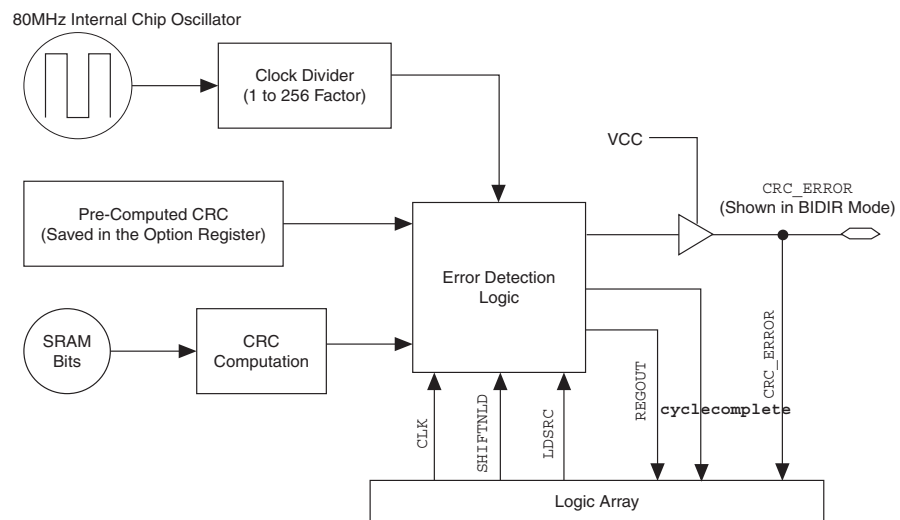 80MHz Internal Chip Oscillator
Clock Divider
(1 to 256 Factor)
VCC
CRC_ERROR
(Shown in BIDIR Mode)
Pre-Computed CRC
(Saved in the Option Register)
Error Detection
Logic
SRAM
Bits
CRC
Computation
CLK
SHIFTNLD
LDSRC
REGOUT
cyclecomplete
CRC_ERROR
Logic Array